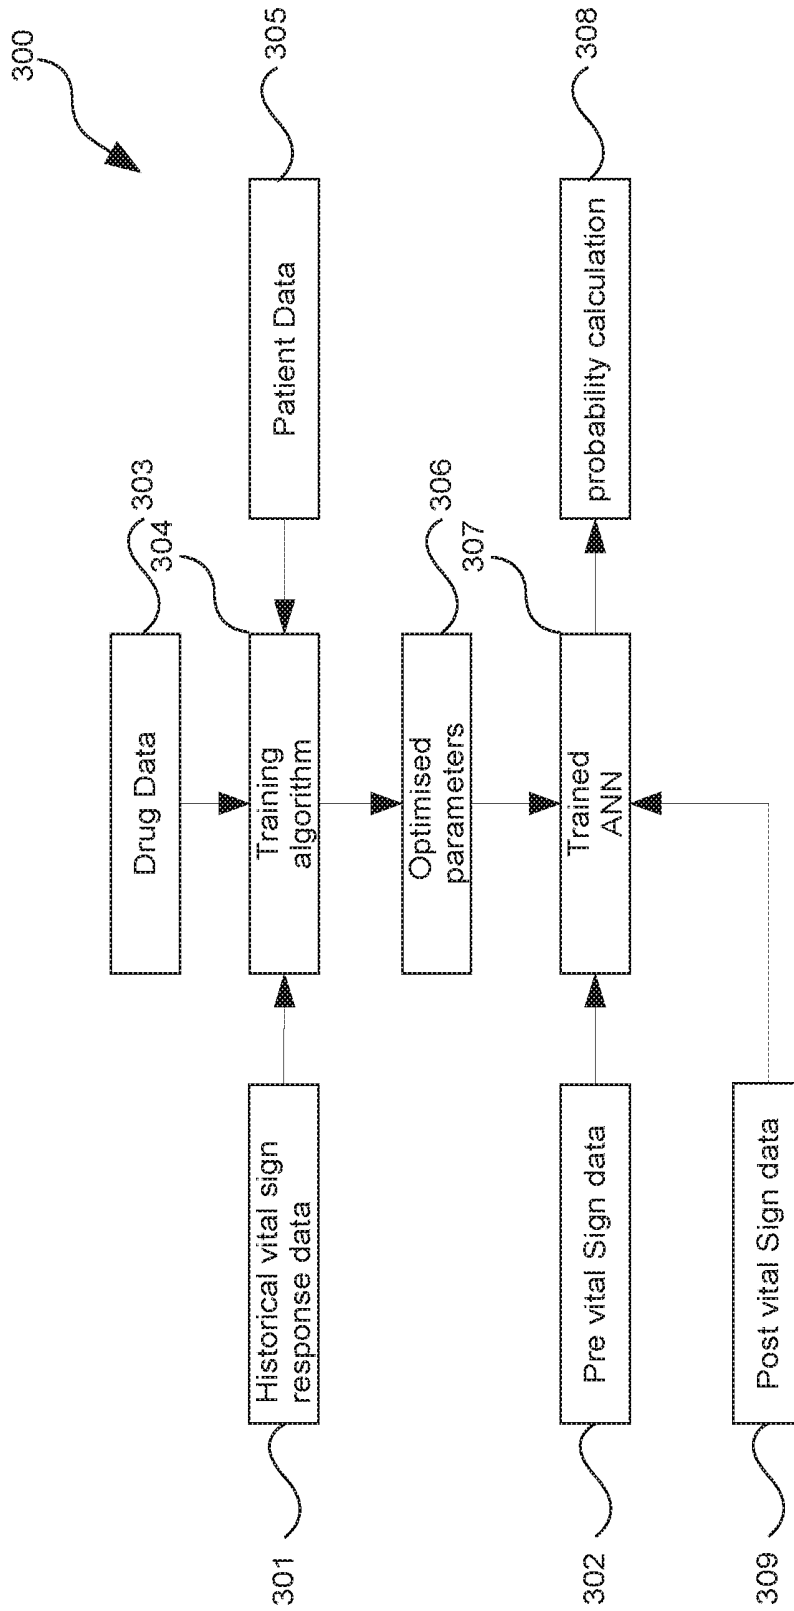 300
303
Drug Data
304
305
Historical vital sign
response data
Training
algorithm
Patient Data
301
306
Optimised
parameters
307
308
Pre vital Sign data
Trained
ANN
probability calculation
302
Post vital Sign data
309